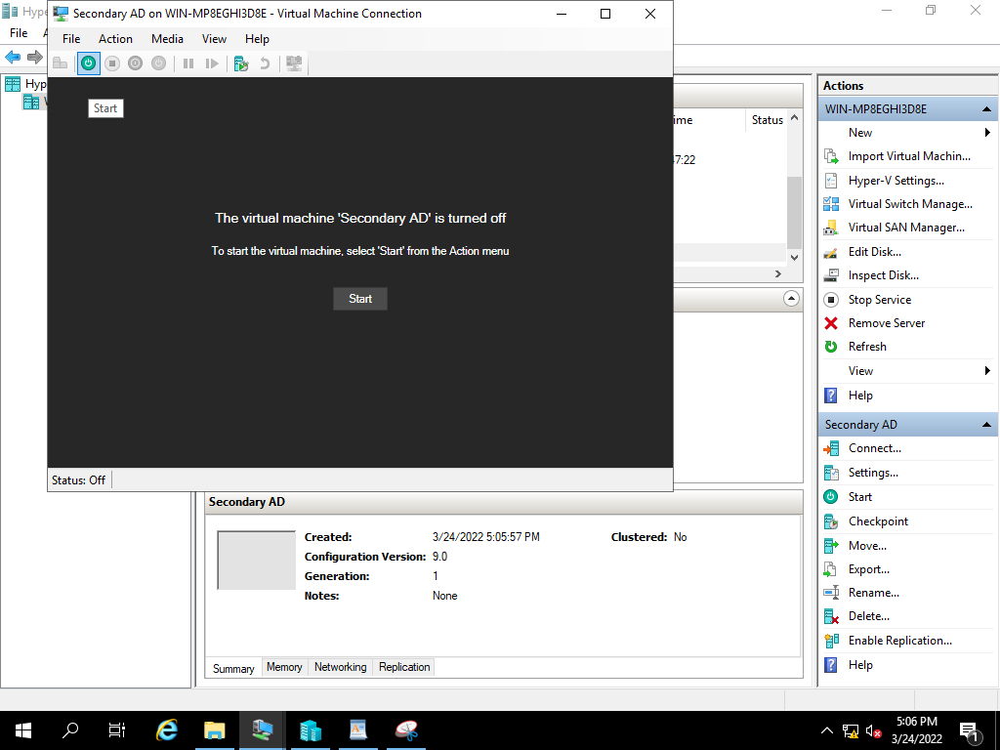 Secondary AD on WIN-MP8EGHI3D8E - Virtual Machine Connection
File Action Media View Help
Start
The virtual machine 'Secondary AD' is turned off
To start the virtual machine, select 'Start' from the Action menu
Start
Status: Off
Hype
File A
Hyp
Status
47:22
Secondary AD
Created: 3/24/2022 5:05:57 PM Clustered: No
Configuration Version: 9.0
Generation: 1
Notes: None
Summary Memory Networking Replication
Actions
WIN-MP8EGHI3D8E
New
Import Virtual Machin...
Hyper-V Settings...
Virtual Switch Manage...
Virtual SAN Manager...
Edit Disk...
Inspect Disk...
Stop Service
Remove Server
Refresh
View
Help
Secondary AD
Connect...
Settings...
Start
Checkpoint
Move...
Export...
Rename...
Delete...
Enable Replication...
Help
5:06 PM
3/24/2022
1